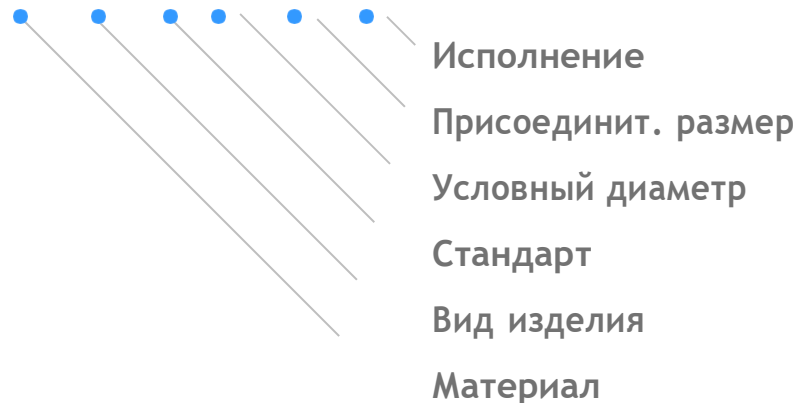 Исполнение
Присоединит. размер
Условный диаметр
Стандарт
Вид изделия
Материал